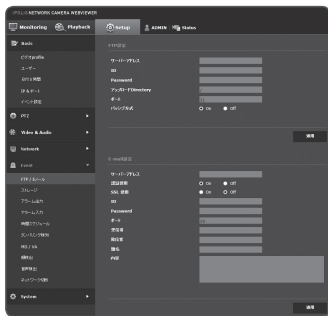 iPOLiS NETWORK CAMERA WEBVIEWER
Monitoring
Playback
Setup
ADMIN
Status
Basic
ビデオprofile
ユーザー
日付と時間
IP & ポート
イベント設定
PTZ
Video & Audio
Network
Event
FTP / Eメール
ストレージ
アラーム出力
アラーム入力
時間スケジュール
タンパリング検知
MD / VA
顔検出
音声検出
ネットワーク切断
System
FTP設定
サーバーアドレス
ID
Password
アップロードDirectory
ポート
パッシブ方式
On
Off
適用
E-mail設定
サーバーアドレス
認証使用
On
Off
SSL 使用
On
Off
ID
Password
ポート
受信者
発信者
題名
内容
適用